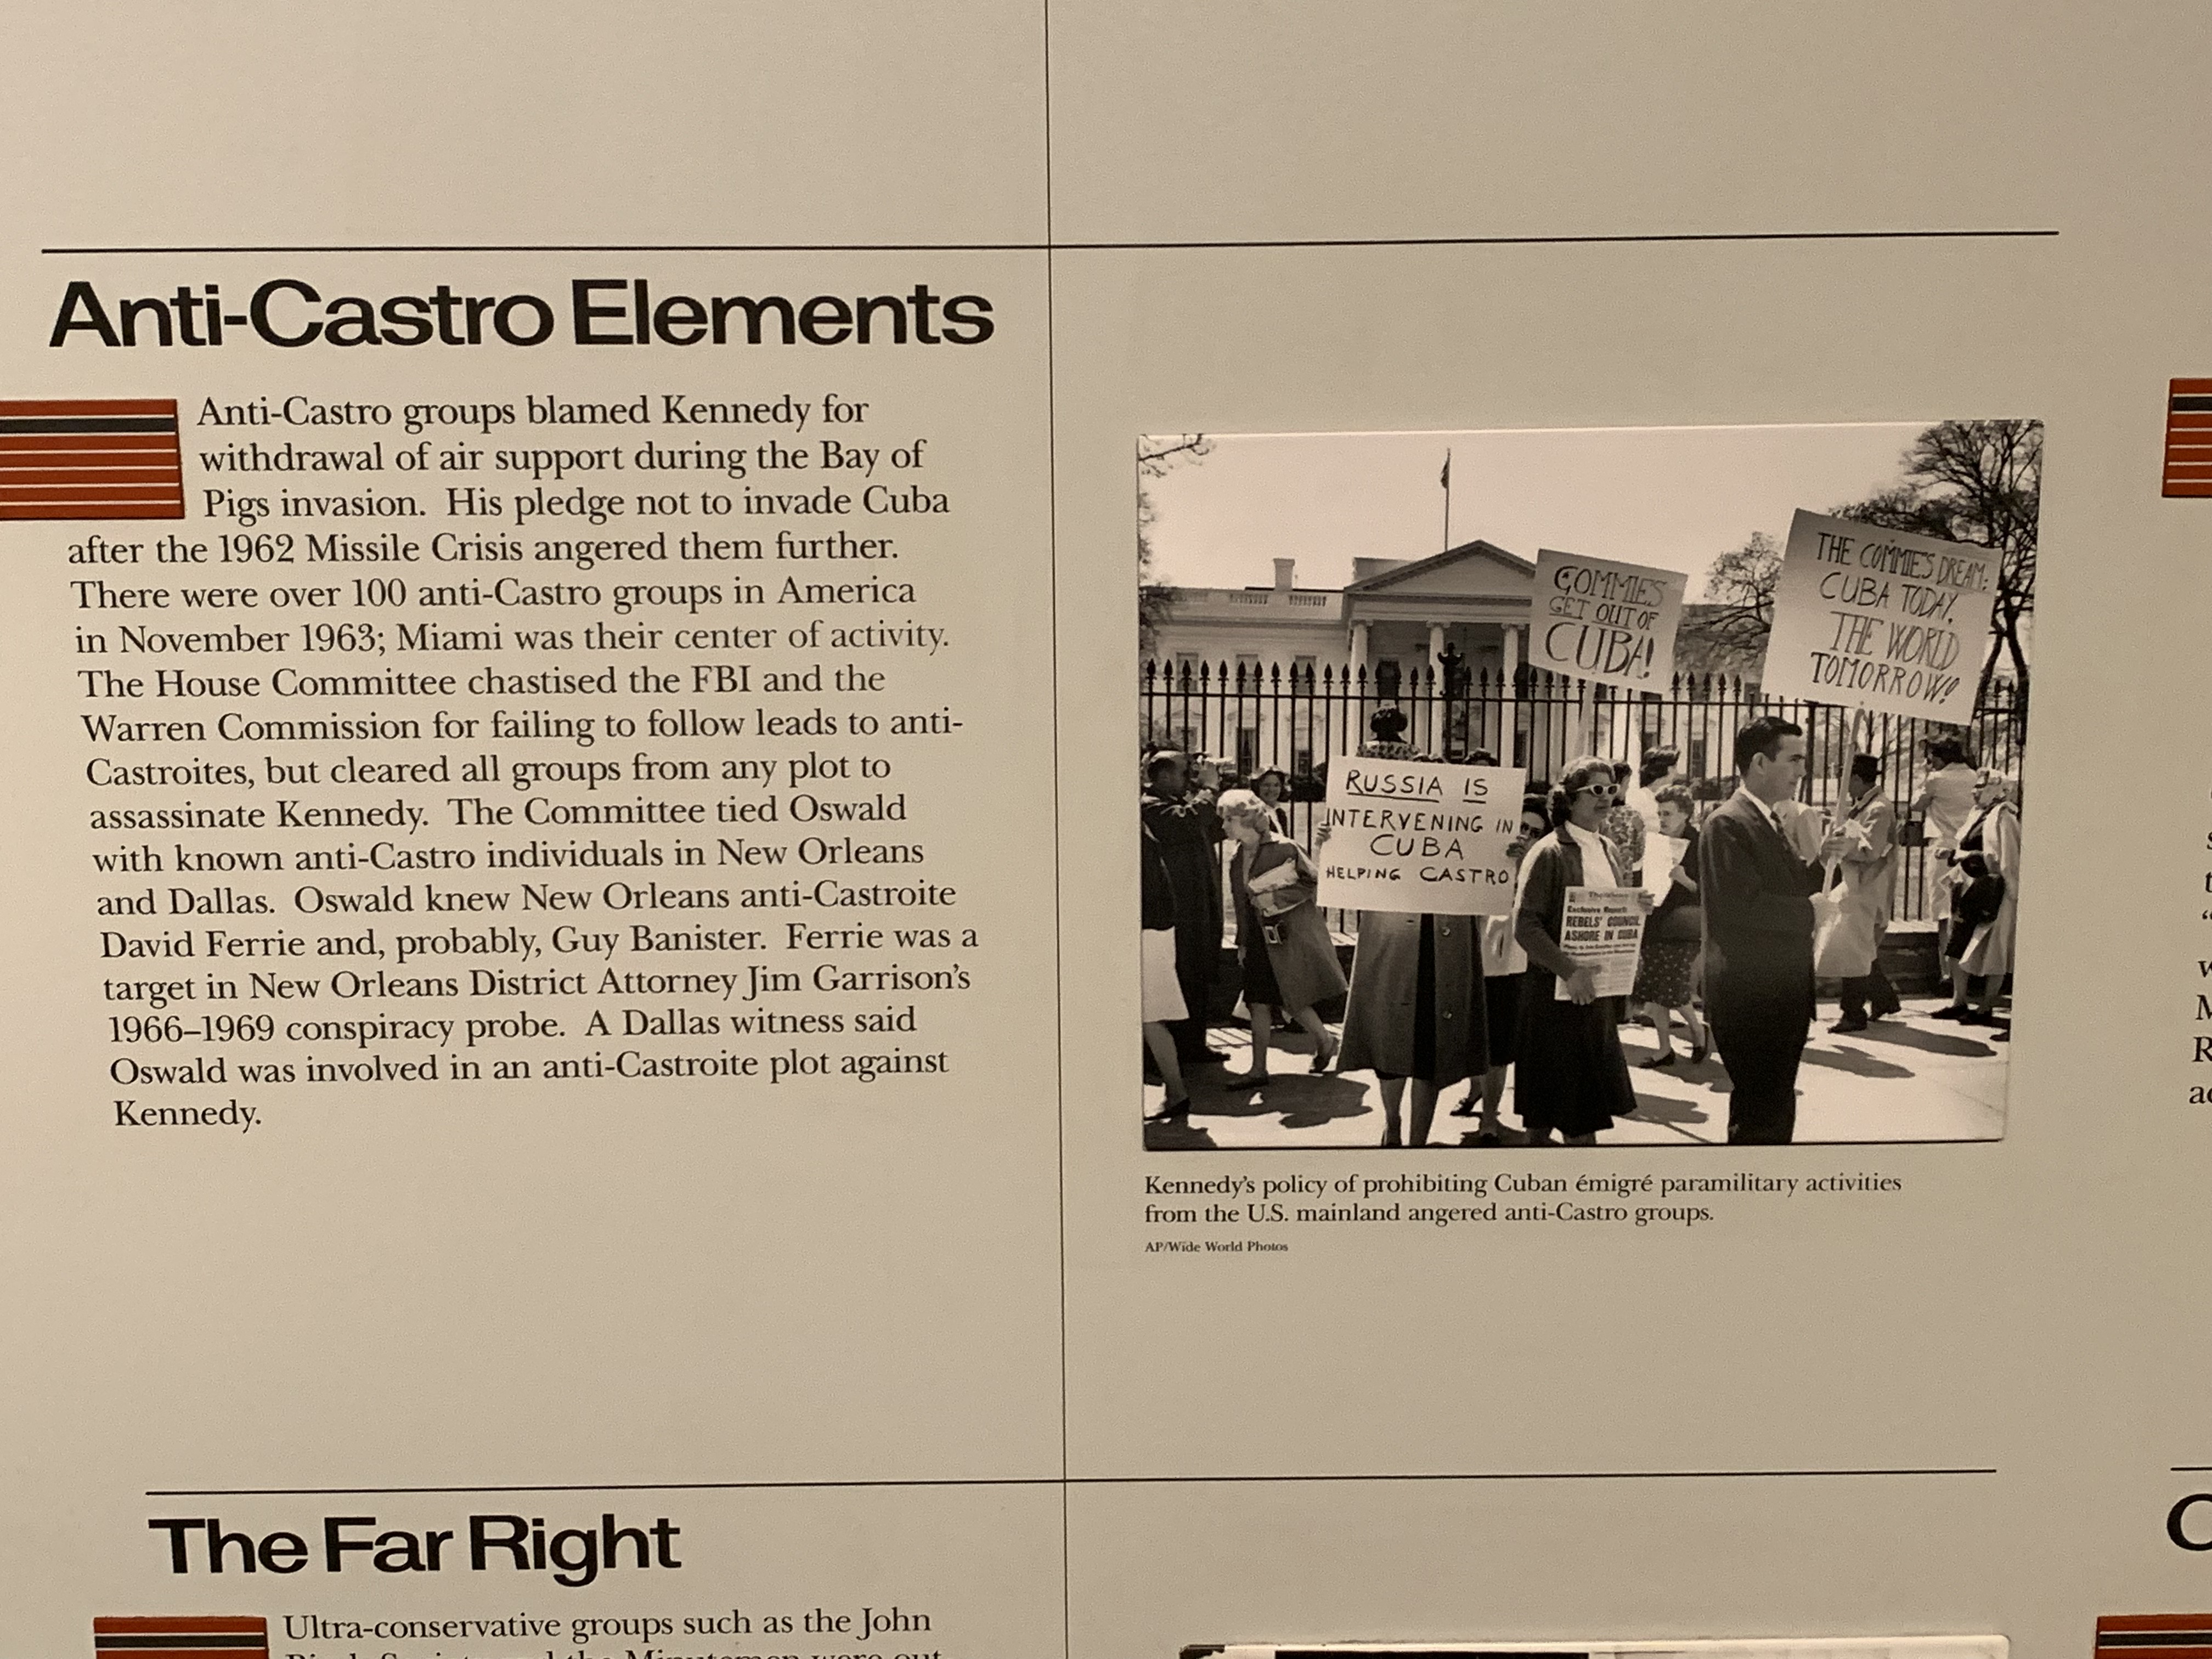 Anti-Castro Elements
Anti-Castro groups blamed Kennedy for
withdrawal of air support during the Bay of
Pigs invasion. His pledge not to invade Cuba
after the 1962 Missile Crisis angered them further.
There were over 100 anti-Castro groups in America
in November 1963; Miami was their center of activity.
The House Committee chastised the FBI and the
Warren Commission for failing to follow leads to anti-
Castroites, but cleared all groups from any plot to
assassinate Kennedy. The Committee tied Oswald
with known anti-Castro individuals in New Orleans
and Dallas. Oswald knew New Orleans anti-Castroite
David Ferrie and, probably, Guy Banister. Ferrie was a
target in New Orleans District Attorney Jim Garrison's
1966–1969 conspiracy probe. A Dallas witness said
Oswald was involved in an anti-Castroite plot against
Kennedy.
COMMIES
GET OUT OF
CUBA!
THE COMMIES DREAM:
CUBA TODAY.
THE WORLD
TOMORROW!
RUSSIA IS
INTERVENING IN
CUBA
HELPING CASTRO
Exclusive Report:
REBELS' COUNCIL
ASHORE IN CUBA
Kennedy's policy of prohibiting Cuban émigré paramilitary activities
from the U.S. mainland angered anti-Castro groups.
AP/Wide World Photos
The Far Right
Ultra-conservative groups such as the John